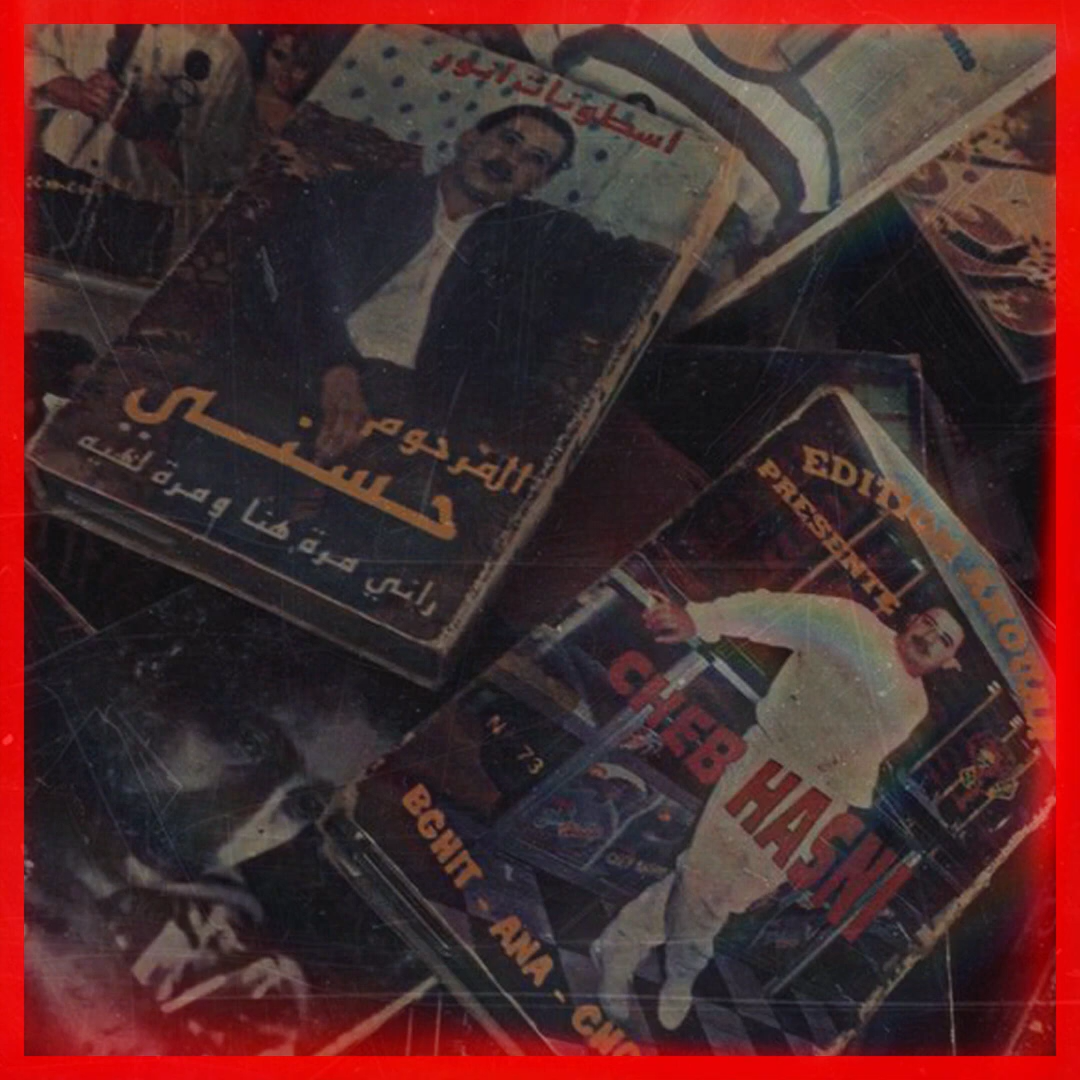 اسطوانات ابور
المرحوم
حسني
راني مرة هنا ومرة لهيه
EDITION
PRESENTE
CHEB HASNI
N° 73
BGHIT - ANA -